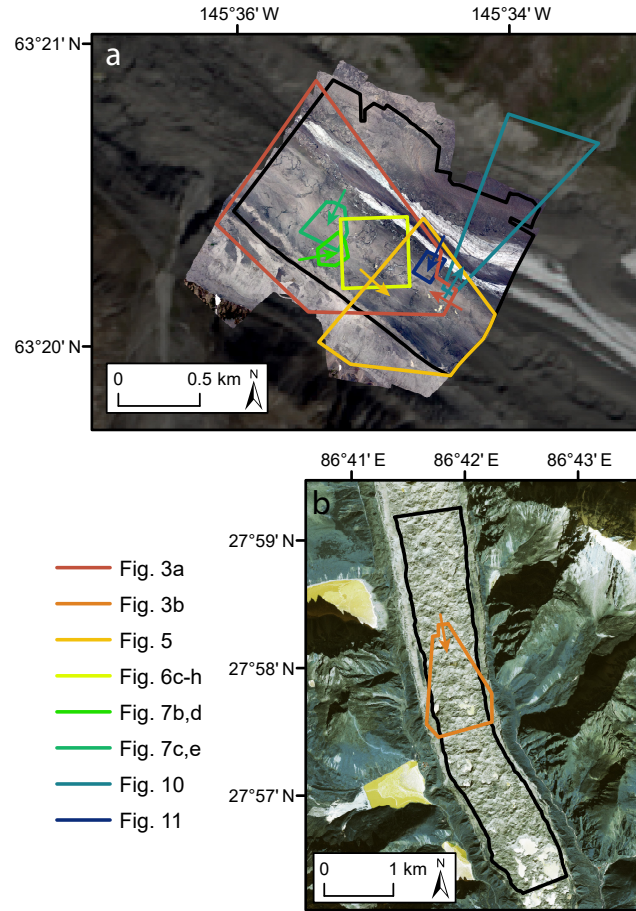 145°36' W 145°34' W
63°21' N
a
63°20' N
0 0.5 km
N
86°41' E 86°42' E 86°43' E
b
27°59' N
27°58' N
27°57' N
Fig. 3a
Fig. 3b
Fig. 5
Fig. 6c-h
Fig. 7b,d
Fig. 7c,e
Fig. 10
Fig. 11
0 1 km
N